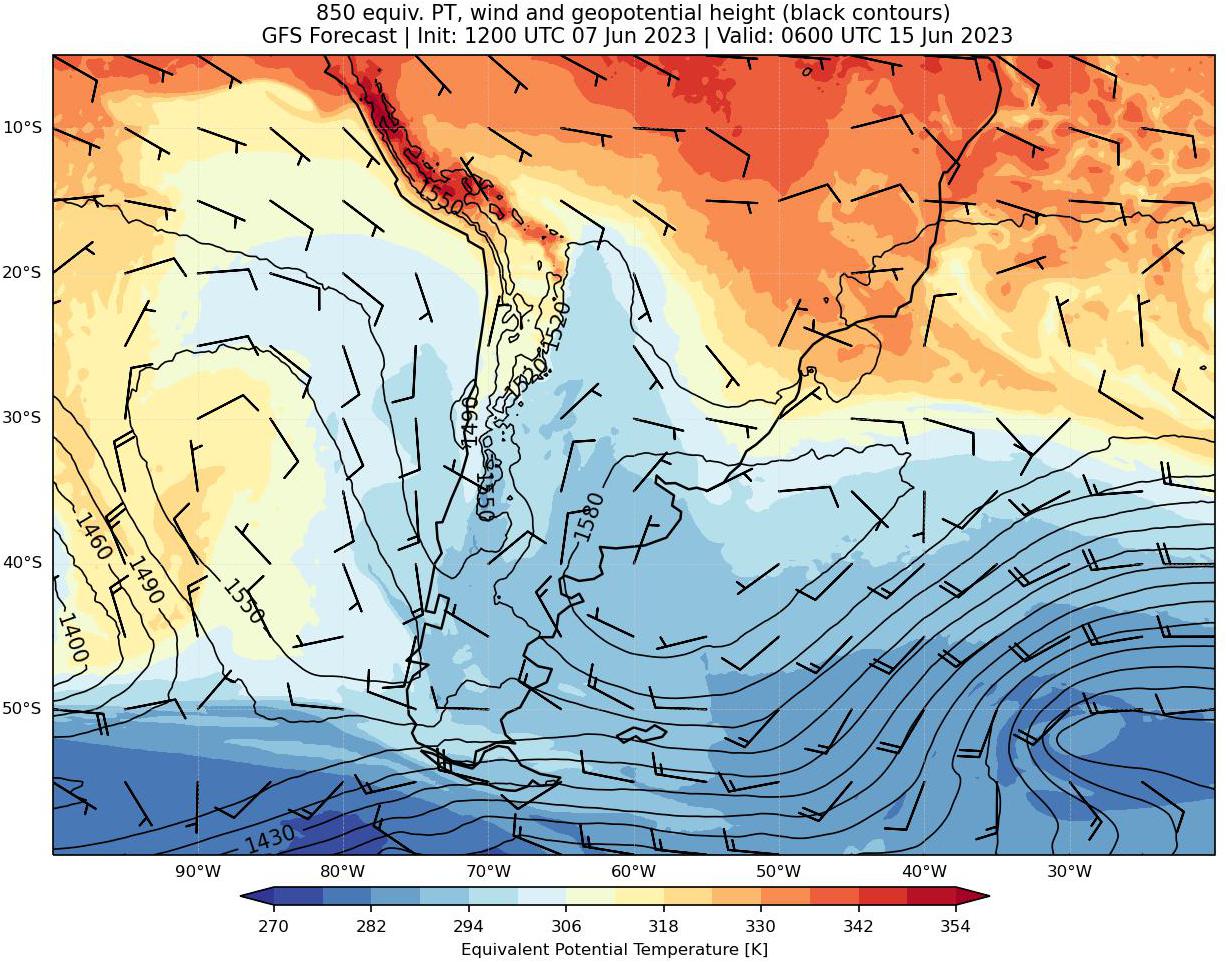 850 equiv. PT, wind and geopotential height (black contours)
GFS Forecast | Init: 1200 UTC 07 Jun 2023 | Valid: 0600 UTC 15 Jun 2023
10°S
1550
20°S
1520
1520
30°S
1490
1550
1580
1460
40°S
1490
1550
1400
50°S
1430
90°W 80°W 70°W 60°W 50°W 40°W 30°W
270 282 294 306 318 330 342 354
Equivalent Potential Temperature [K]